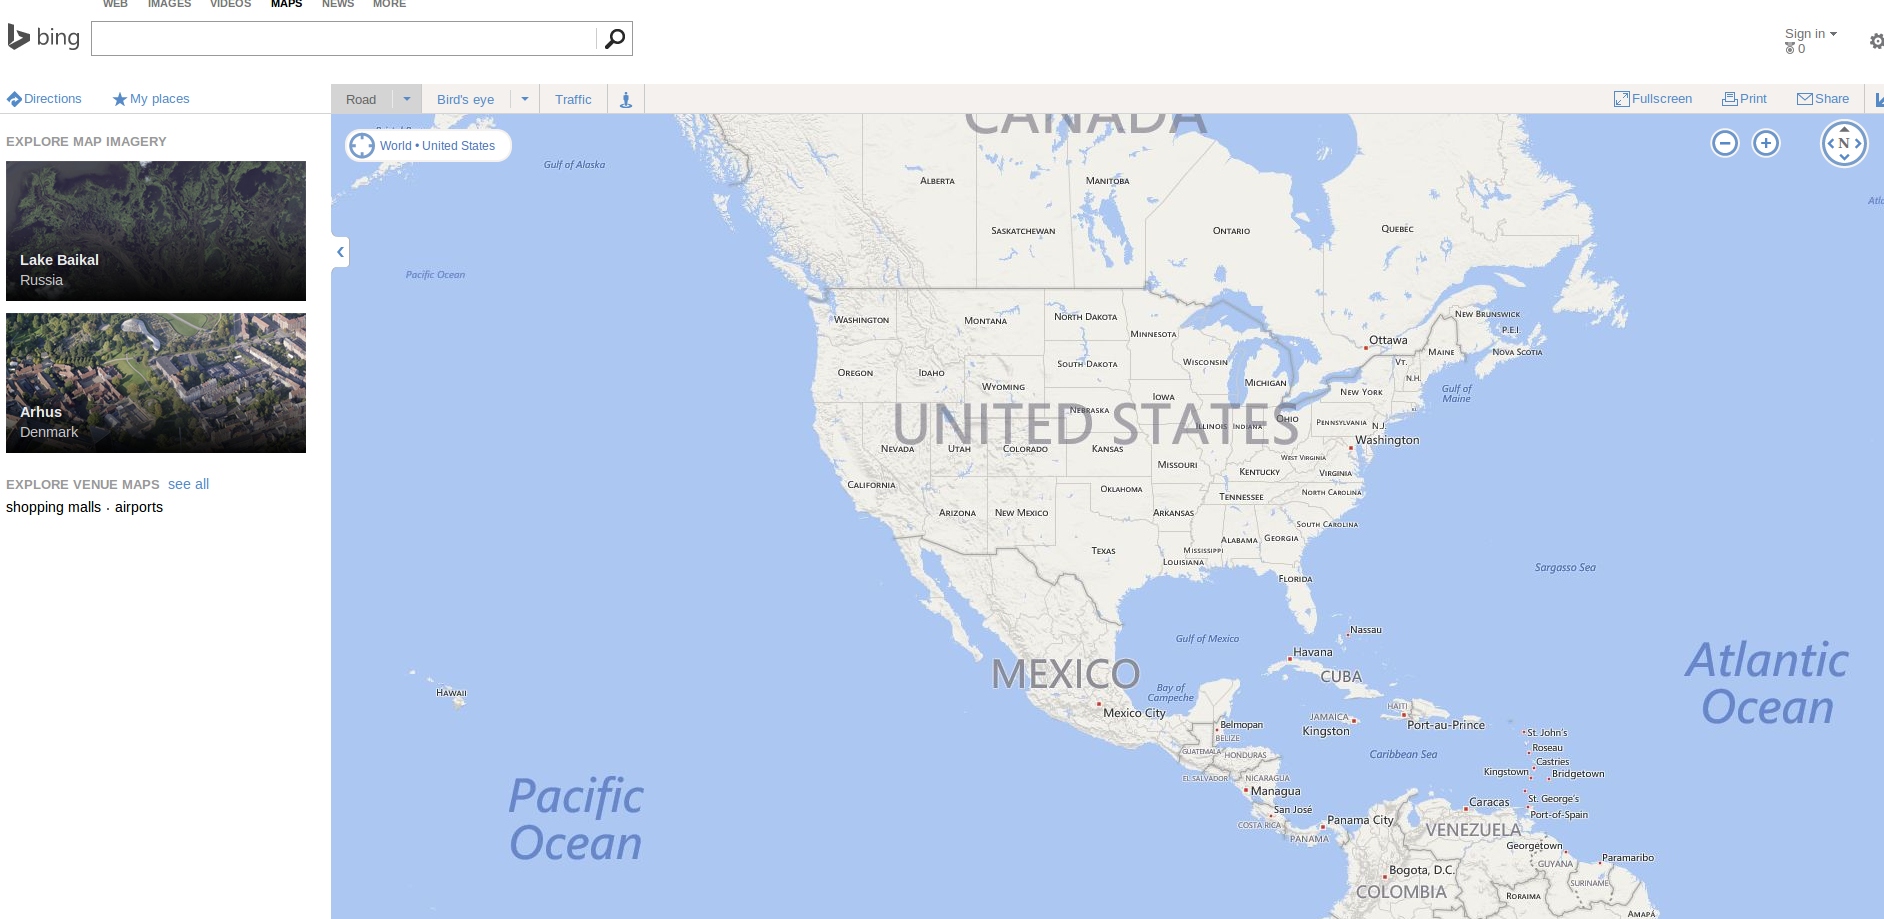 WEB IMAGES VIDEOS MAPS NEWS MORE
bing
Sign in
0
Directions My places
Road Bird's eye Traffic
Fullscreen Print Share
EXPLORE MAP IMAGERY
Lake Baikal
Russia
Arhus
Denmark
EXPLORE VENUE MAPS see all
shopping malls · airports
World • United States
N
CANADA
Gulf of Alaska
ALBERTA
MANITOBA
SASKATCHEWAN
ONTARIO
QUEBEC
Pacific Ocean
WASHINGTON
MONTANA
NORTH DAKOTA
MINNESOTA
NEW BRUNSWICK
P.E.I.
NOVA SCOTIA
Ottawa
MAINE
VT.
N.H.
OREGON
IDAHO
WYOMING
SOUTH DAKOTA
WISCONSIN
MICHIGAN
NEW YORK
Gulf of
Maine
IOWA
NEBRASKA
UNITED STATES
ILLINOIS
INDIANA
OHIO
PENNSYLVANIA
N.J.
Washington
NEVADA
UTAH
COLORADO
KANSAS
MISSOURI
WEST VIRGINIA
KENTUCKY
VIRGINIA
CALIFORNIA
OKLAHOMA
TENNESSEE
NORTH CAROLINA
ARIZONA
NEW MEXICO
ARKANSAS
SOUTH CAROLINA
TEXAS
MISSISSIPPI
ALABAMA
GEORGIA
LOUISIANA
FLORIDA
Sargasso Sea
Gulf of Mexico
Nassau
Havana
CUBA
MEXICO
Bay of
Campeche
Mexico City
HAWAII
Atlantic
Ocean
Belmopan
BELIZE
JAMAICA
Kingston
HAITI
Port-au-Prince
GUATEMALA
HONDURAS
Caribbean Sea
St. John's
Roseau
Castries
Kingstown
Bridgetown
EL SALVADOR
NICARAGUA
Managua
Pacific
Ocean
San José
COSTA RICA
PANAMA
Panama City
Caracas
St. George's
Port-of-Spain
VENEZUELA
Georgetown
GUYANA
Paramaribo
SURINAME
Bogota, D.C.
COLOMBIA
RORAIMA
AMAPÁ